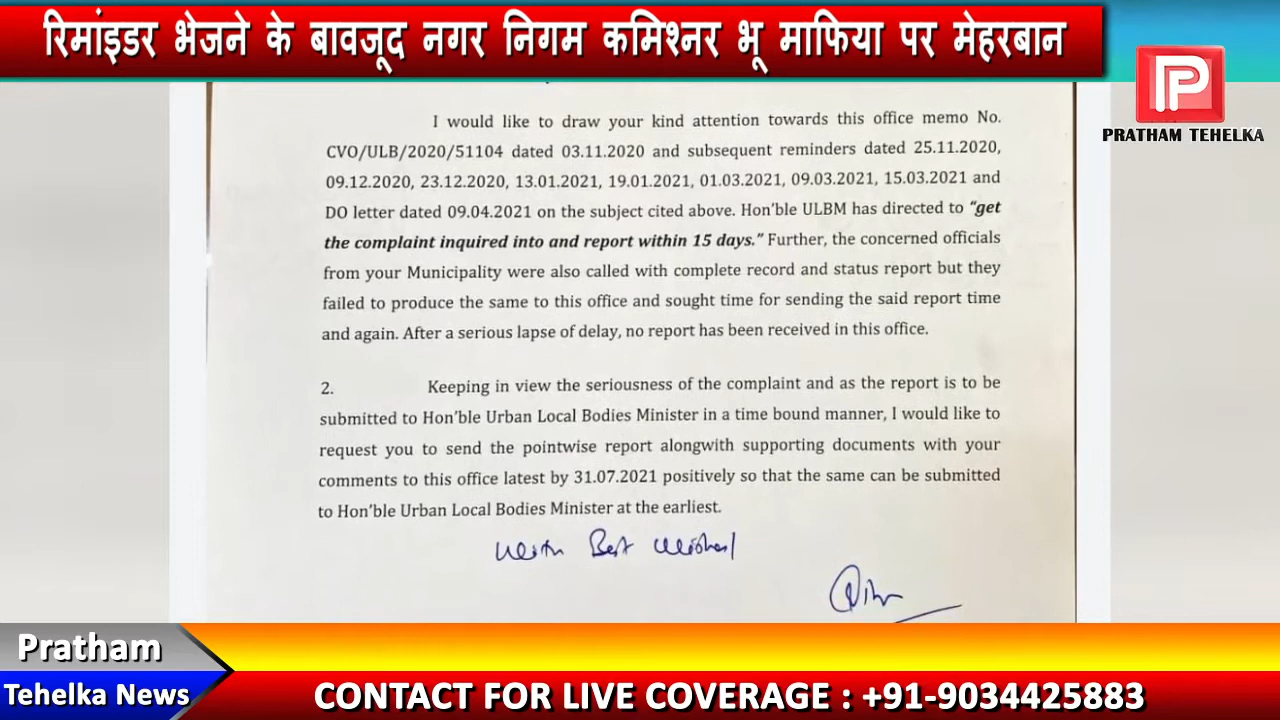 रिमांइडर भेजने के बावजूद नगर निगम कमिश्नर भू माफिया पर मेहरबान
P
PRATHAM TEHELKA
I would like to draw your kind attention towards this office memo No.
CVO/ULB/2020/51104 dated 03.11.2020 and subsequent reminders dated 25.11.2020,
09.12.2020, 23.12.2020, 13.01.2021, 19.01.2021, 01.03.2021, 09.03.2021, 15.03.2021 and
DO letter dated 09.04.2021 on the subject cited above. Hon'ble ULBM has directed to "get
the complaint inquired into and report within 15 days." Further, the concerned officials
from your Municipality were also called with complete record and status report but they
failed to produce the same to this office and sought time for sending the said report time
and again. After a serious lapse of delay, no report has been received in this office.
2. Keeping in view the seriousness of the complaint and as the report is to be
submitted to Hon'ble Urban Local Bodies Minister in a time bound manner, I would like to
request you to send the pointwise report alongwith supporting documents with your
comments to this office latest by 31.07.2021 positively so that the same can be submitted
to Hon'ble Urban Local Bodies Minister at the earliest.
With Best Wishes
Pratham
Tehelka News
CONTACT FOR LIVE COVERAGE : +91-9034425883